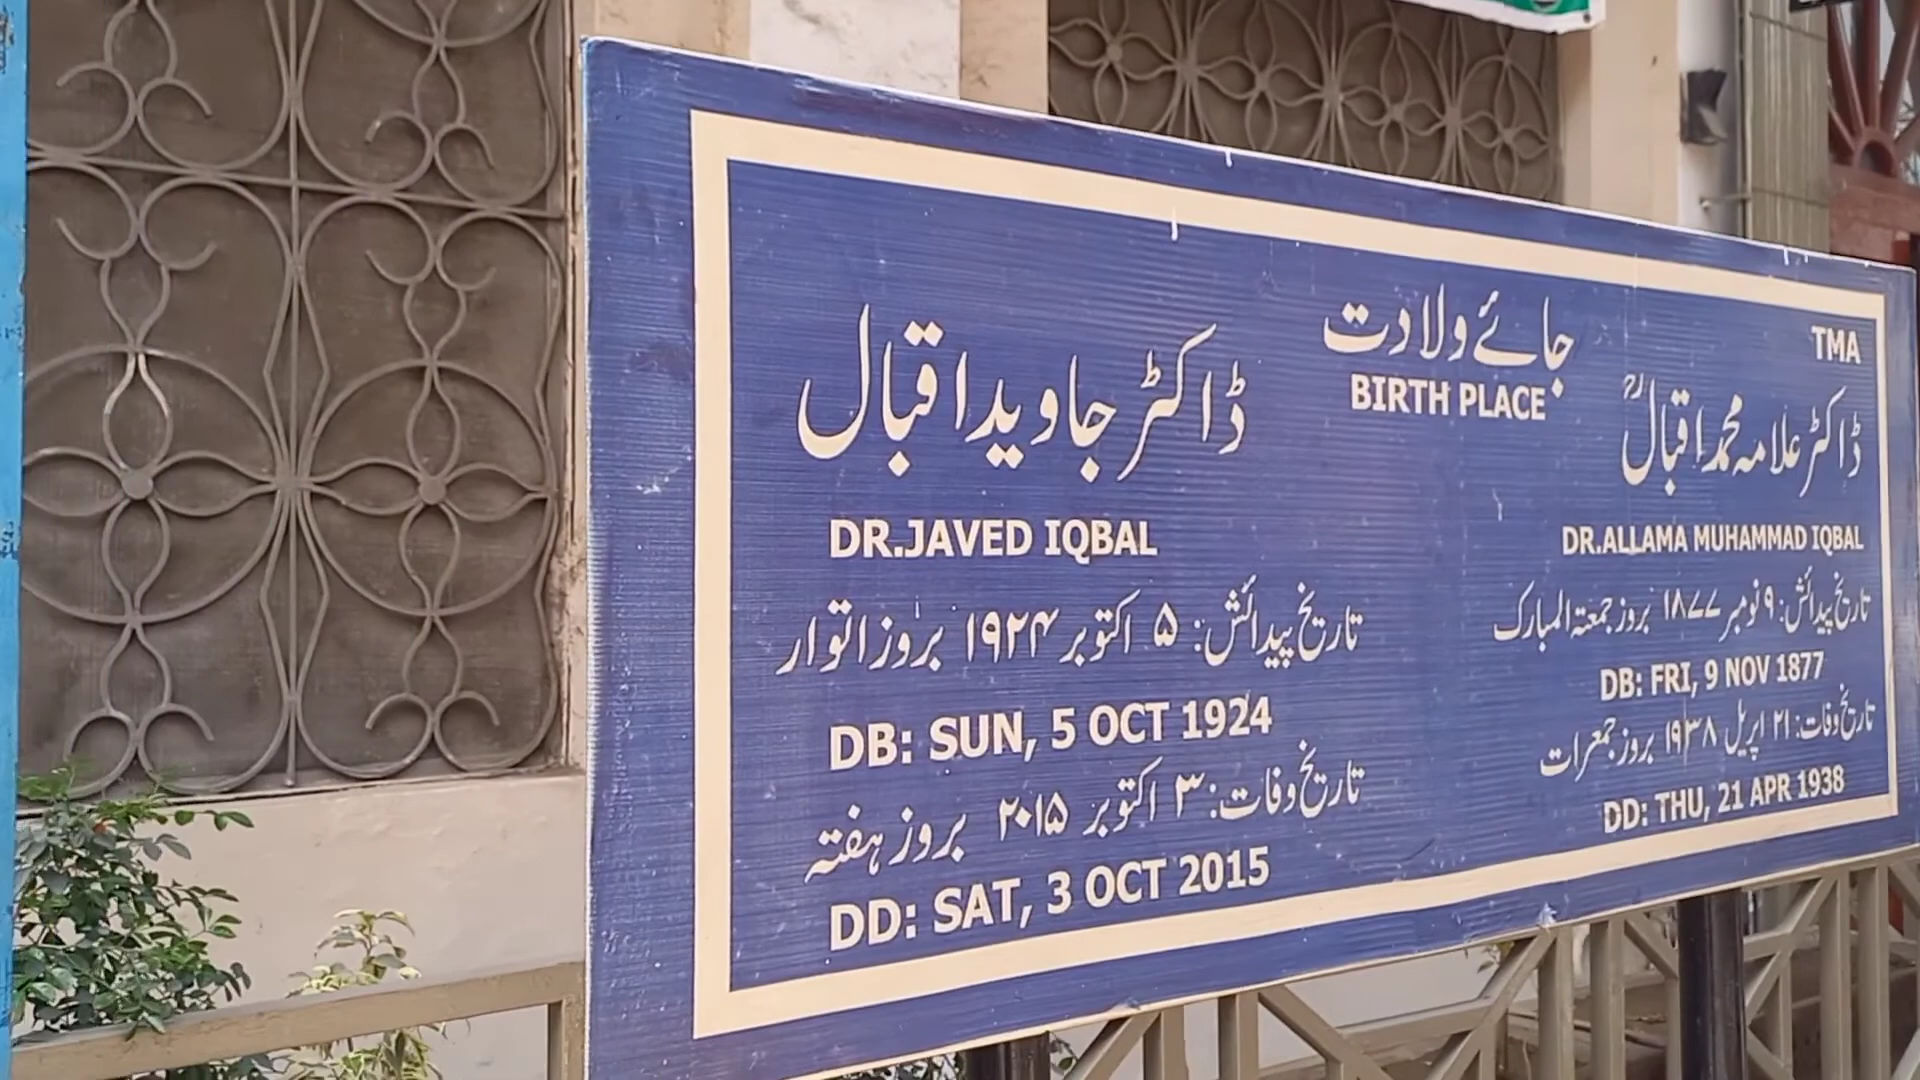 جائے ولادت
BIRTH PLACE
TMA
ڈاکٹر علامہ محمد اقبالؒ
DR.ALLAMA MUHAMMAD IQBAL
تاریخ پیدائش: ۹ نومبر ۱۸۷۷ بروز جمعتہ المبارک
DB: FRI, 9 NOV 1877
تاریخ وفات: ۲۱ اپریل ۱۹۳۸ بروز جمعرات
DD: THU, 21 APR 1938
ڈاکٹر جاوید اقبال
DR.JAVED IQBAL
تاریخ پیدائش: ۵ اکتوبر ۱۹۲۴ بروز اتوار
DB: SUN, 5 OCT 1924
تاریخ وفات: ۳ اکتوبر ۲۰۱۵ بروز ہفتہ
DD: SAT, 3 OCT 2015